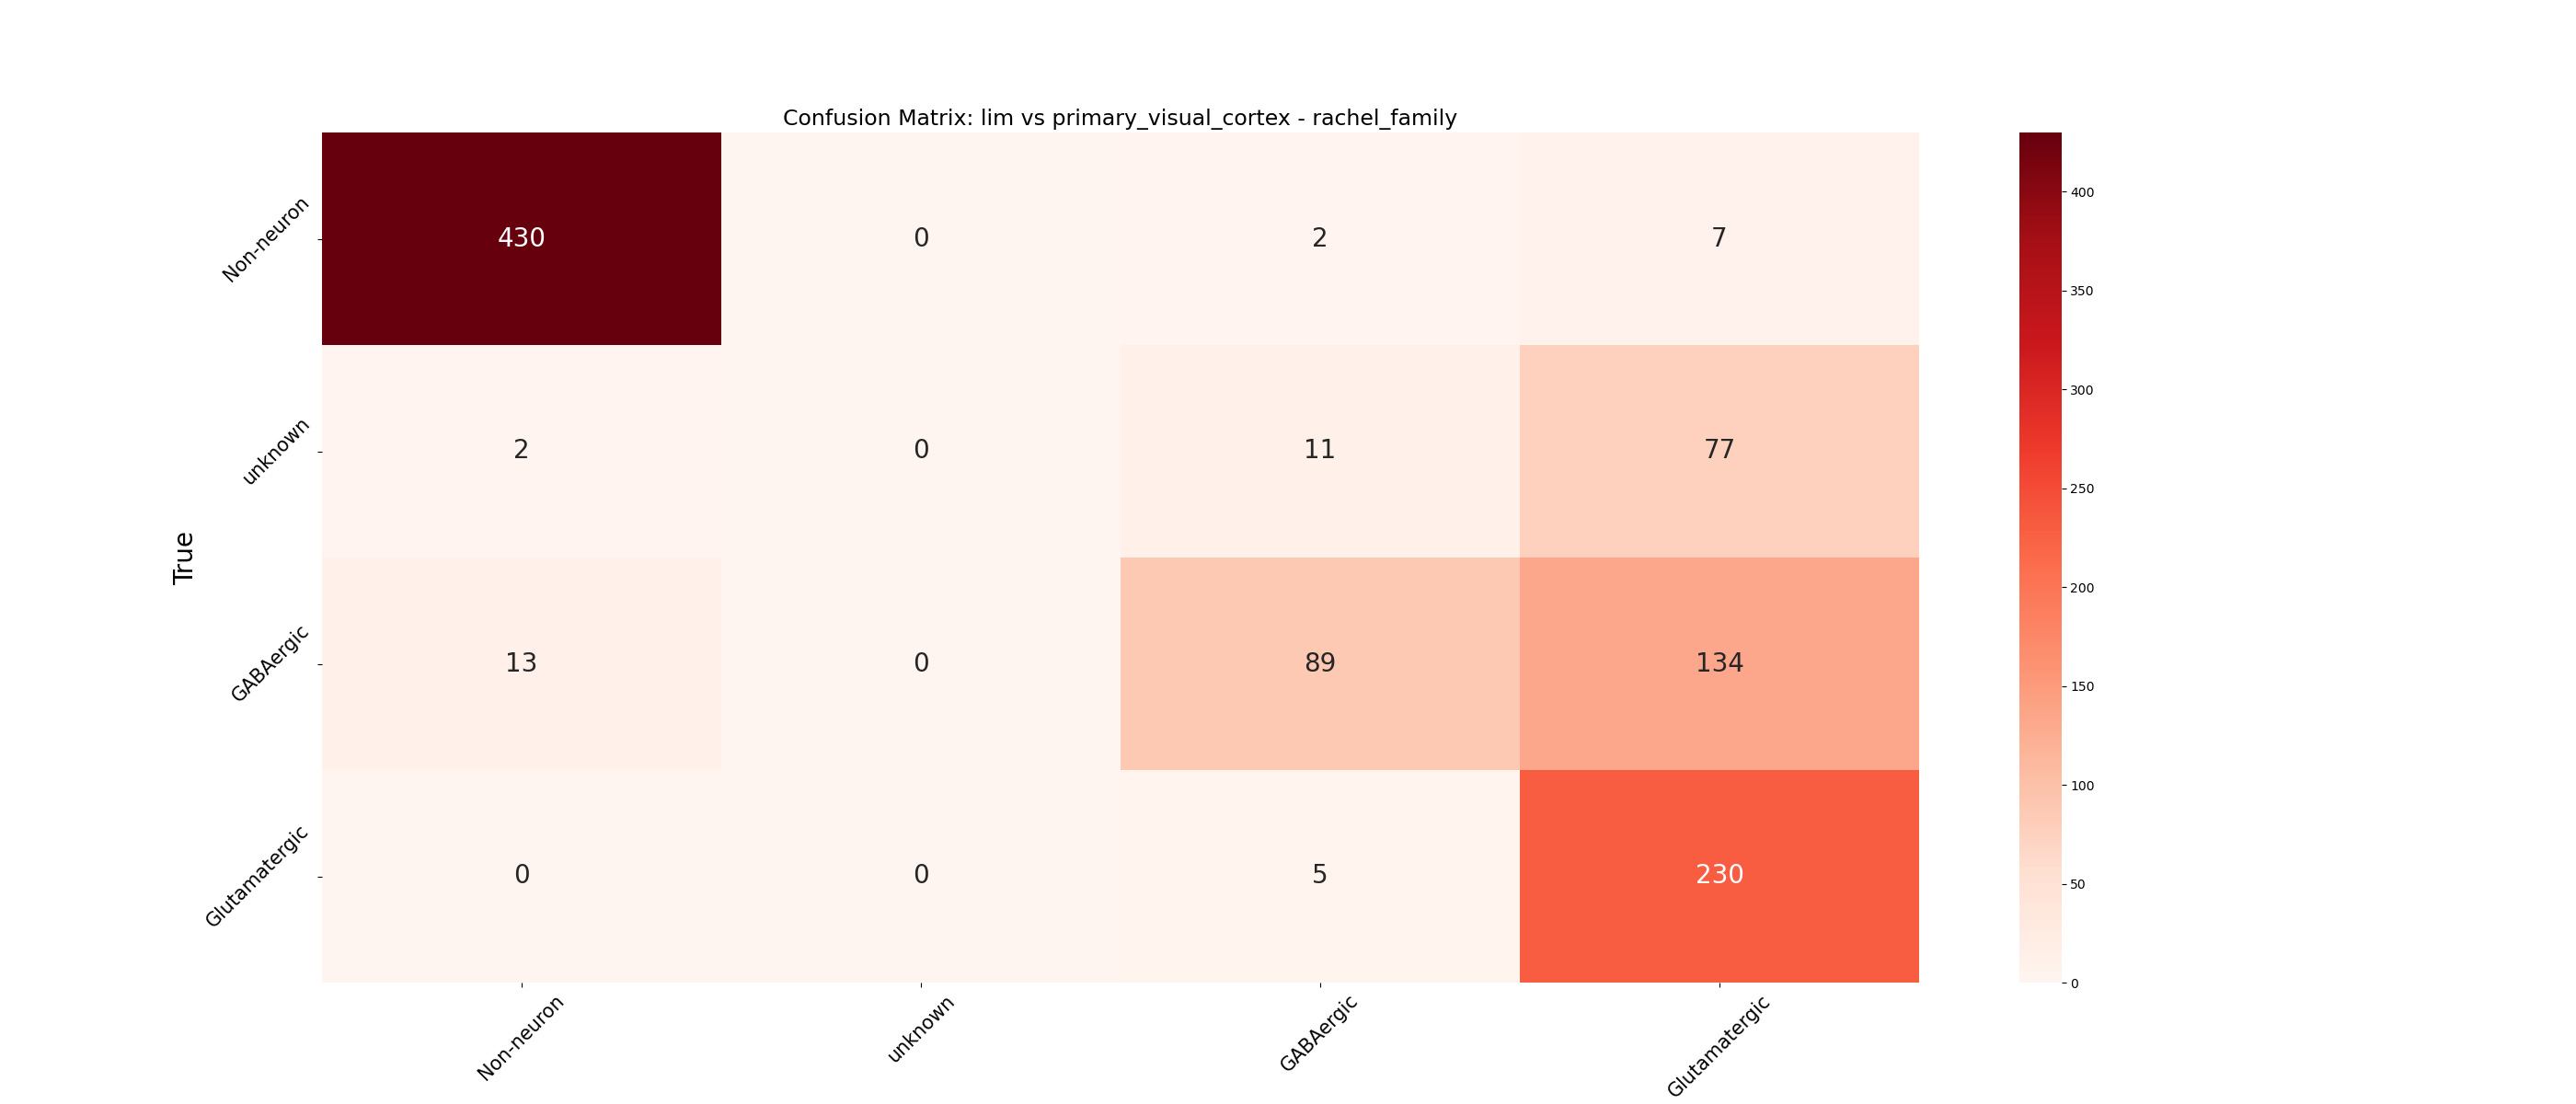 Confusion Matrix: lim vs primary_visual_cortex - rachel_family
True
Non-neuron
430
0
2
7
unknown
2
0
11
77
GABAergic
13
0
89
134
Glutamatergic
0
0
5
230
Non-neuron
unknown
GABAergic
Glutamatergic
400
350
300
250
200
150
100
50
0